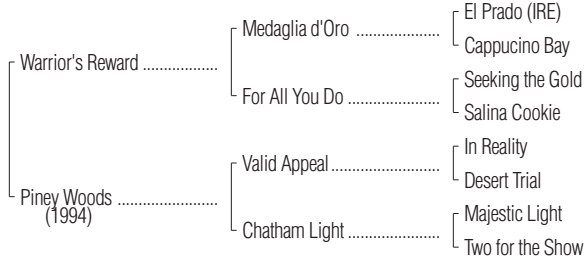 El Prado (IRE)
Medaglia d'Oro ...................
Cappucino Bay
Warrior's Reward ...................
Seeking the Gold
For All You Do .....................
Salina Cookie
In Reality
Valid Appeal.........................
Desert Trial
Piney Woods .........................
(1994)
Majestic Light
Chatham Light .....................
Two for the Show